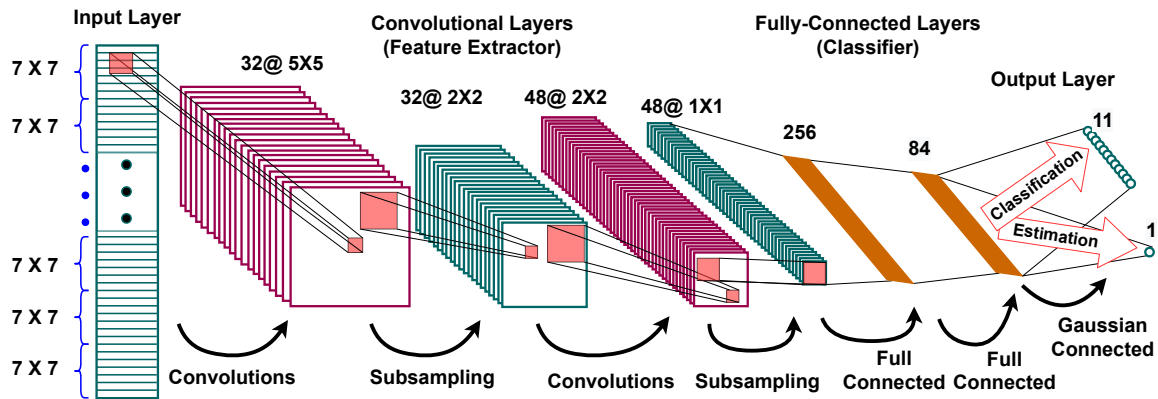 Input Layer
Convolutional Layers
(Feature Extractor)
Fully-Connected Layers
(Classifier)
Output Layer
7 X 7
7 X 7
7 X 7
7 X 7
7 X 7
32@ 5X5
32@ 2X2
48@ 2X2
48@ 1X1
256
84
11
1
Classification
Estimation
Convolutions
Subsampling
Convolutions
Subsampling
Full
Connected
Full
Connected
Gaussian
Connected